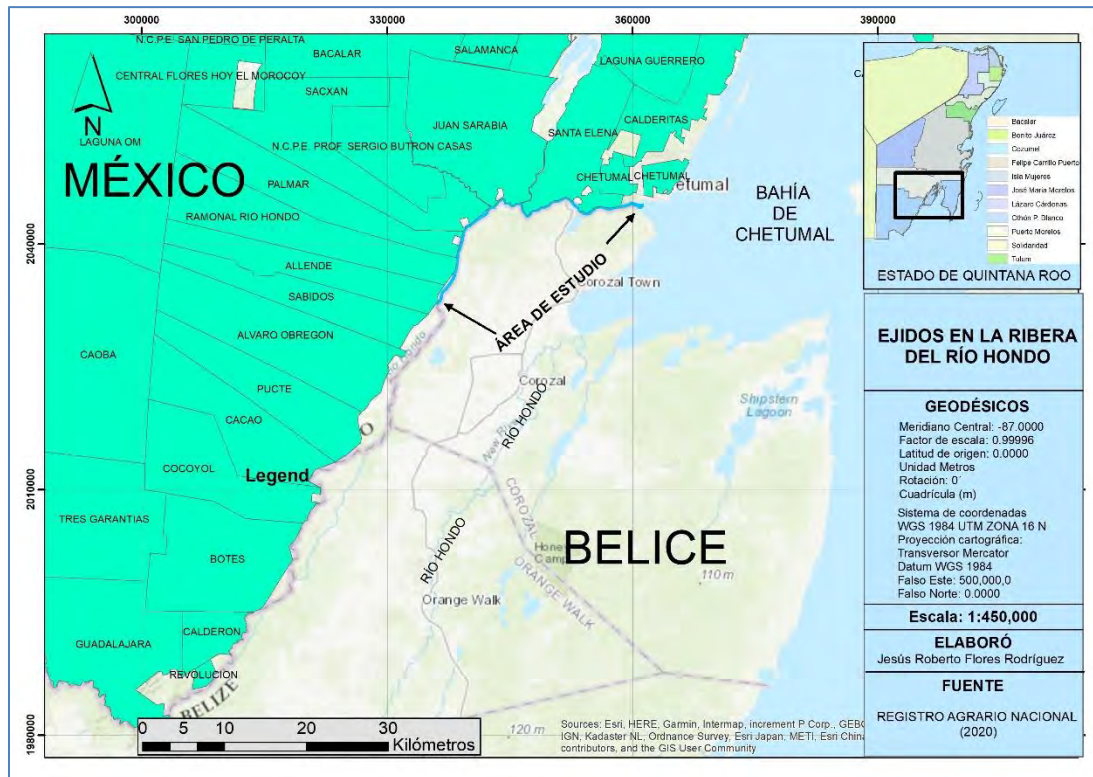 300000
330000
360000
390000
2040000
2010000
1980000
N.C.P.E. SAN PEDRO DE PERALTA
BACALAR
CENTRAL FLORES HOY EL MOROCOY
SACXAN
SALAMANCA
LAGUNA GUERRERO
N
LAGUNA OM
JUAN SARABIA
SANTA ELENA
CALDERITAS
N.C.P.E. PROF. SERGIO BUTRON CASAS
MÉXICO
PALMAR
CHETUMAL
CHETUMAL
etumal
BAHÍA
DE
CHETUMAL
RAMONAL RIO HONDO
ALLENDE
SABIDOS
ÁREA DE ESTUDIO
Corozal Town
ALVARO OBREGON
Hondo
CAOBA
PUCTE
Corozal
CACAO
RÍO HONDO
New River
Shipstern
Lagoon
O
COCOYOL
Legend
TRES GARANTIAS
COROZAL
BOTES
RÍO HONDO
Hone
Camp
BELICE
110 m
ORANGE WALK
Orange Walk
GUADALAJARA
CALDERON
REVOLUCION
BELIZE
120 m
0 5 10 20 30
Kilómetros
Sources: Esri, HERE, Garmin, Intermap, increment P Corp., GEBC
IGN, Kadaster NL, Ordnance Survey, Esri Japan, METI, Esri China
contributors, and the GIS User Community
Bacalar
Benito Juárez
Cozumel
Felipe Carrillo Puerto
Isla Mujeres
José María Morelos
Lázaro Cárdenas
Othón P. Blanco
Puerto Morelos
Solidaridad
Tulum
ESTADO DE QUINTANA ROO
EJIDOS EN LA RIBERA
DEL RÍO HONDO
GEODÉSICOS
Meridiano Central: -87.0000
Factor de escala: 0.99996
Latitud de origen: 0.0000
Unidad Metros
Rotación: 0´
Cuadrícula (m)
Sistema de coordenadas
WGS 1984 UTM ZONA 16 N
Proyección cartográfica:
Transversor Mercator
Datum WGS 1984
Falso Este: 500,000,0
Falso Norte: 0.0000
Escala: 1:450,000
ELABORÓ
Jesús Roberto Flores Rodríguez
FUENTE
REGISTRO AGRARIO NACIONAL
(2020)